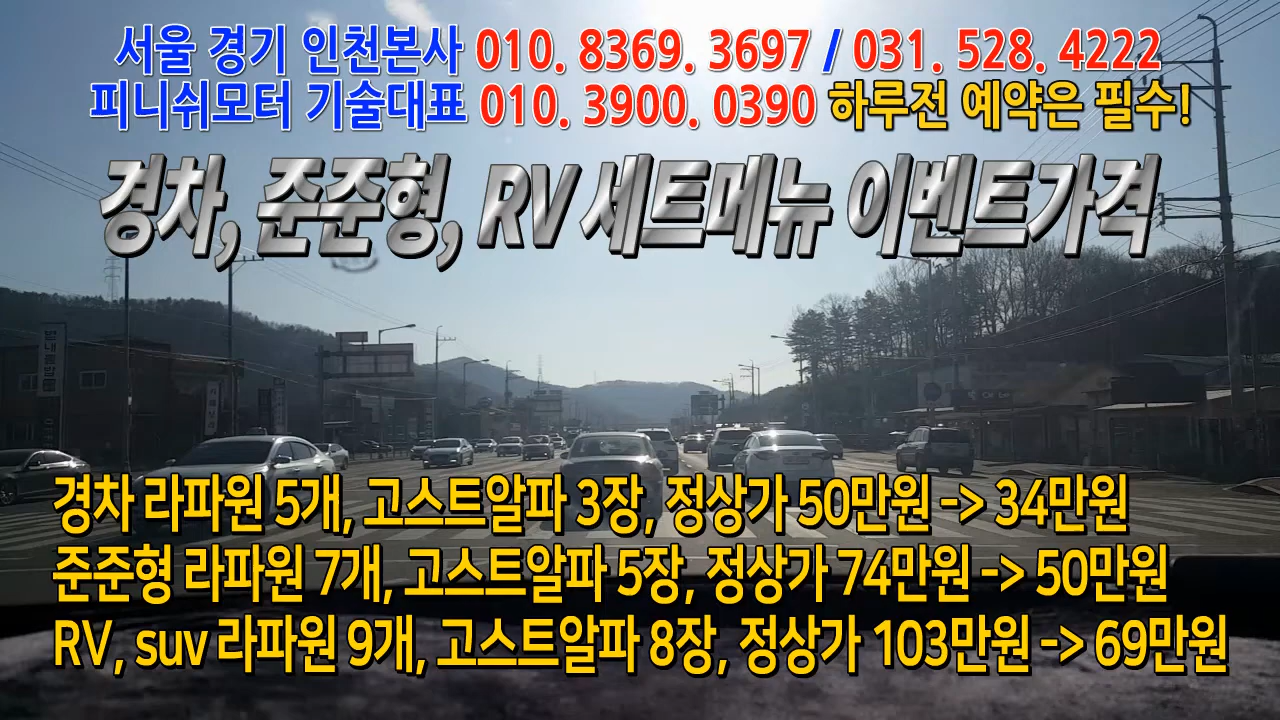 서울 경기 인천본사 010. 8369. 3697 / 031. 528. 4222
피니쉬모터 기술대표 010. 3900. 0390 하루전 예약은 필수!
경차, 준준형, RV 세트메뉴 이벤트가격
경차 라파원 5개, 고스트알파 3장, 정상가 50만원 -> 34만원
준준형 라파원 7개, 고스트알파 5장, 정상가 74만원 -> 50만원
RV, suv 라파원 9개, 고스트알파 8장, 정상가 103만원 -> 69만원